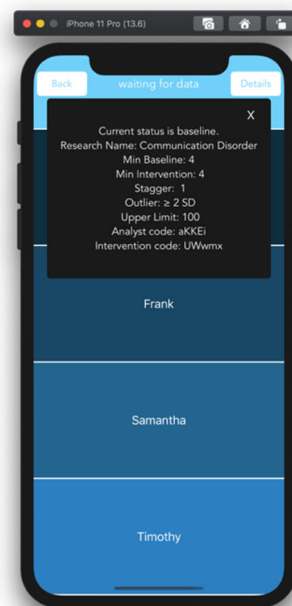 iPhone 11 Pro (13.6)
Back waiting for data Details
X
Current status is baseline.
Research Name: Communication Disorder
Min Baseline: 4
Min Intervention: 4
Stagger: 1
Outlier: ≥ 2 SD
Upper Limit: 100
Analyst code: aKKEi
Intervention code: UWwmx
Frank
Samantha
Timothy